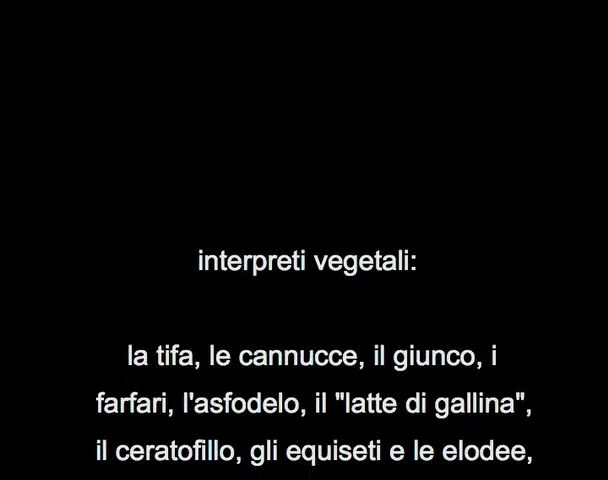 interpreti vegetali:
la tifa, le cannucce, il giunco, i
farfari, l'asfodelo, il "latte di gallina",
il ceratofillo, gli equiseti e le elodee,